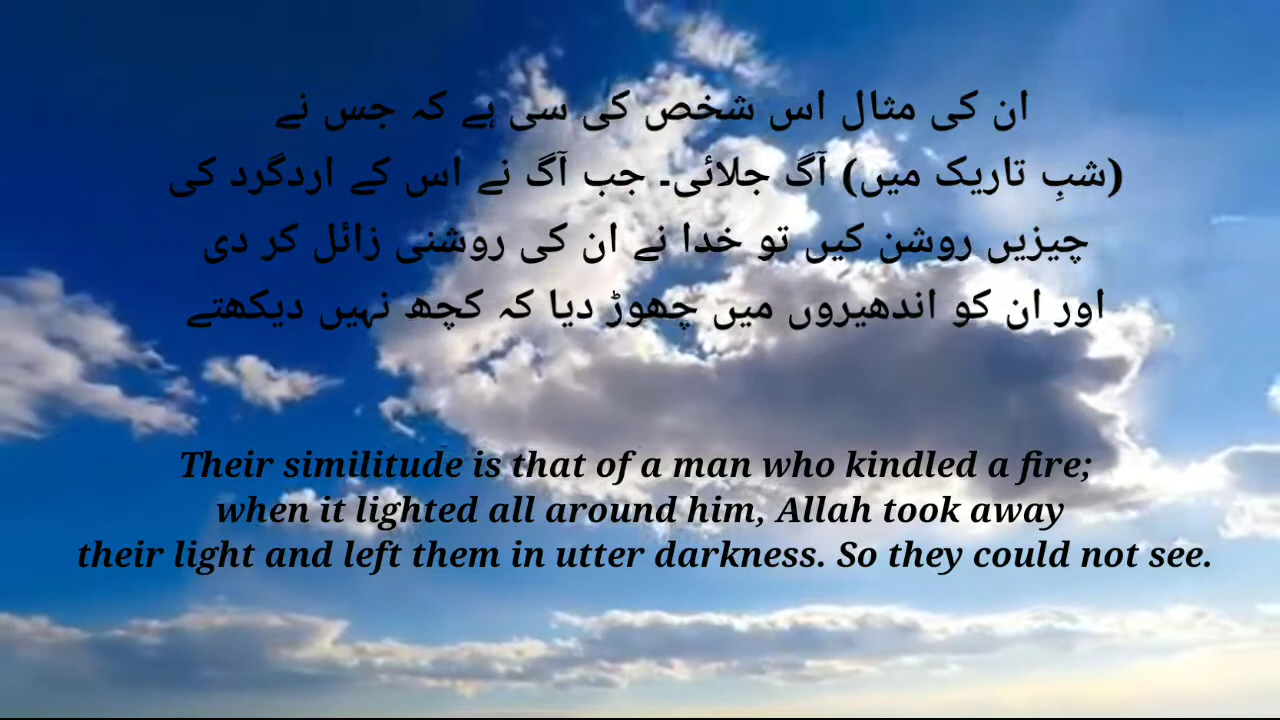 ان کی مثال اس شخص کی سی ہے کہ جس نے
(شبِ تاریک میں) آگ جلائی۔ جب آگ نے اس کے اردگرد کی
چیزیں روشن کیں تو خدا نے ان کی روشنی زائل کر دی
اور ان کو اندھیروں میں چھوڑ دیا کہ کچھ نہیں دیکھتے
Their similitude is that of a man who kindled a fire;
when it lighted all around him, Allah took away
their light and left them in utter darkness. So they could not see.